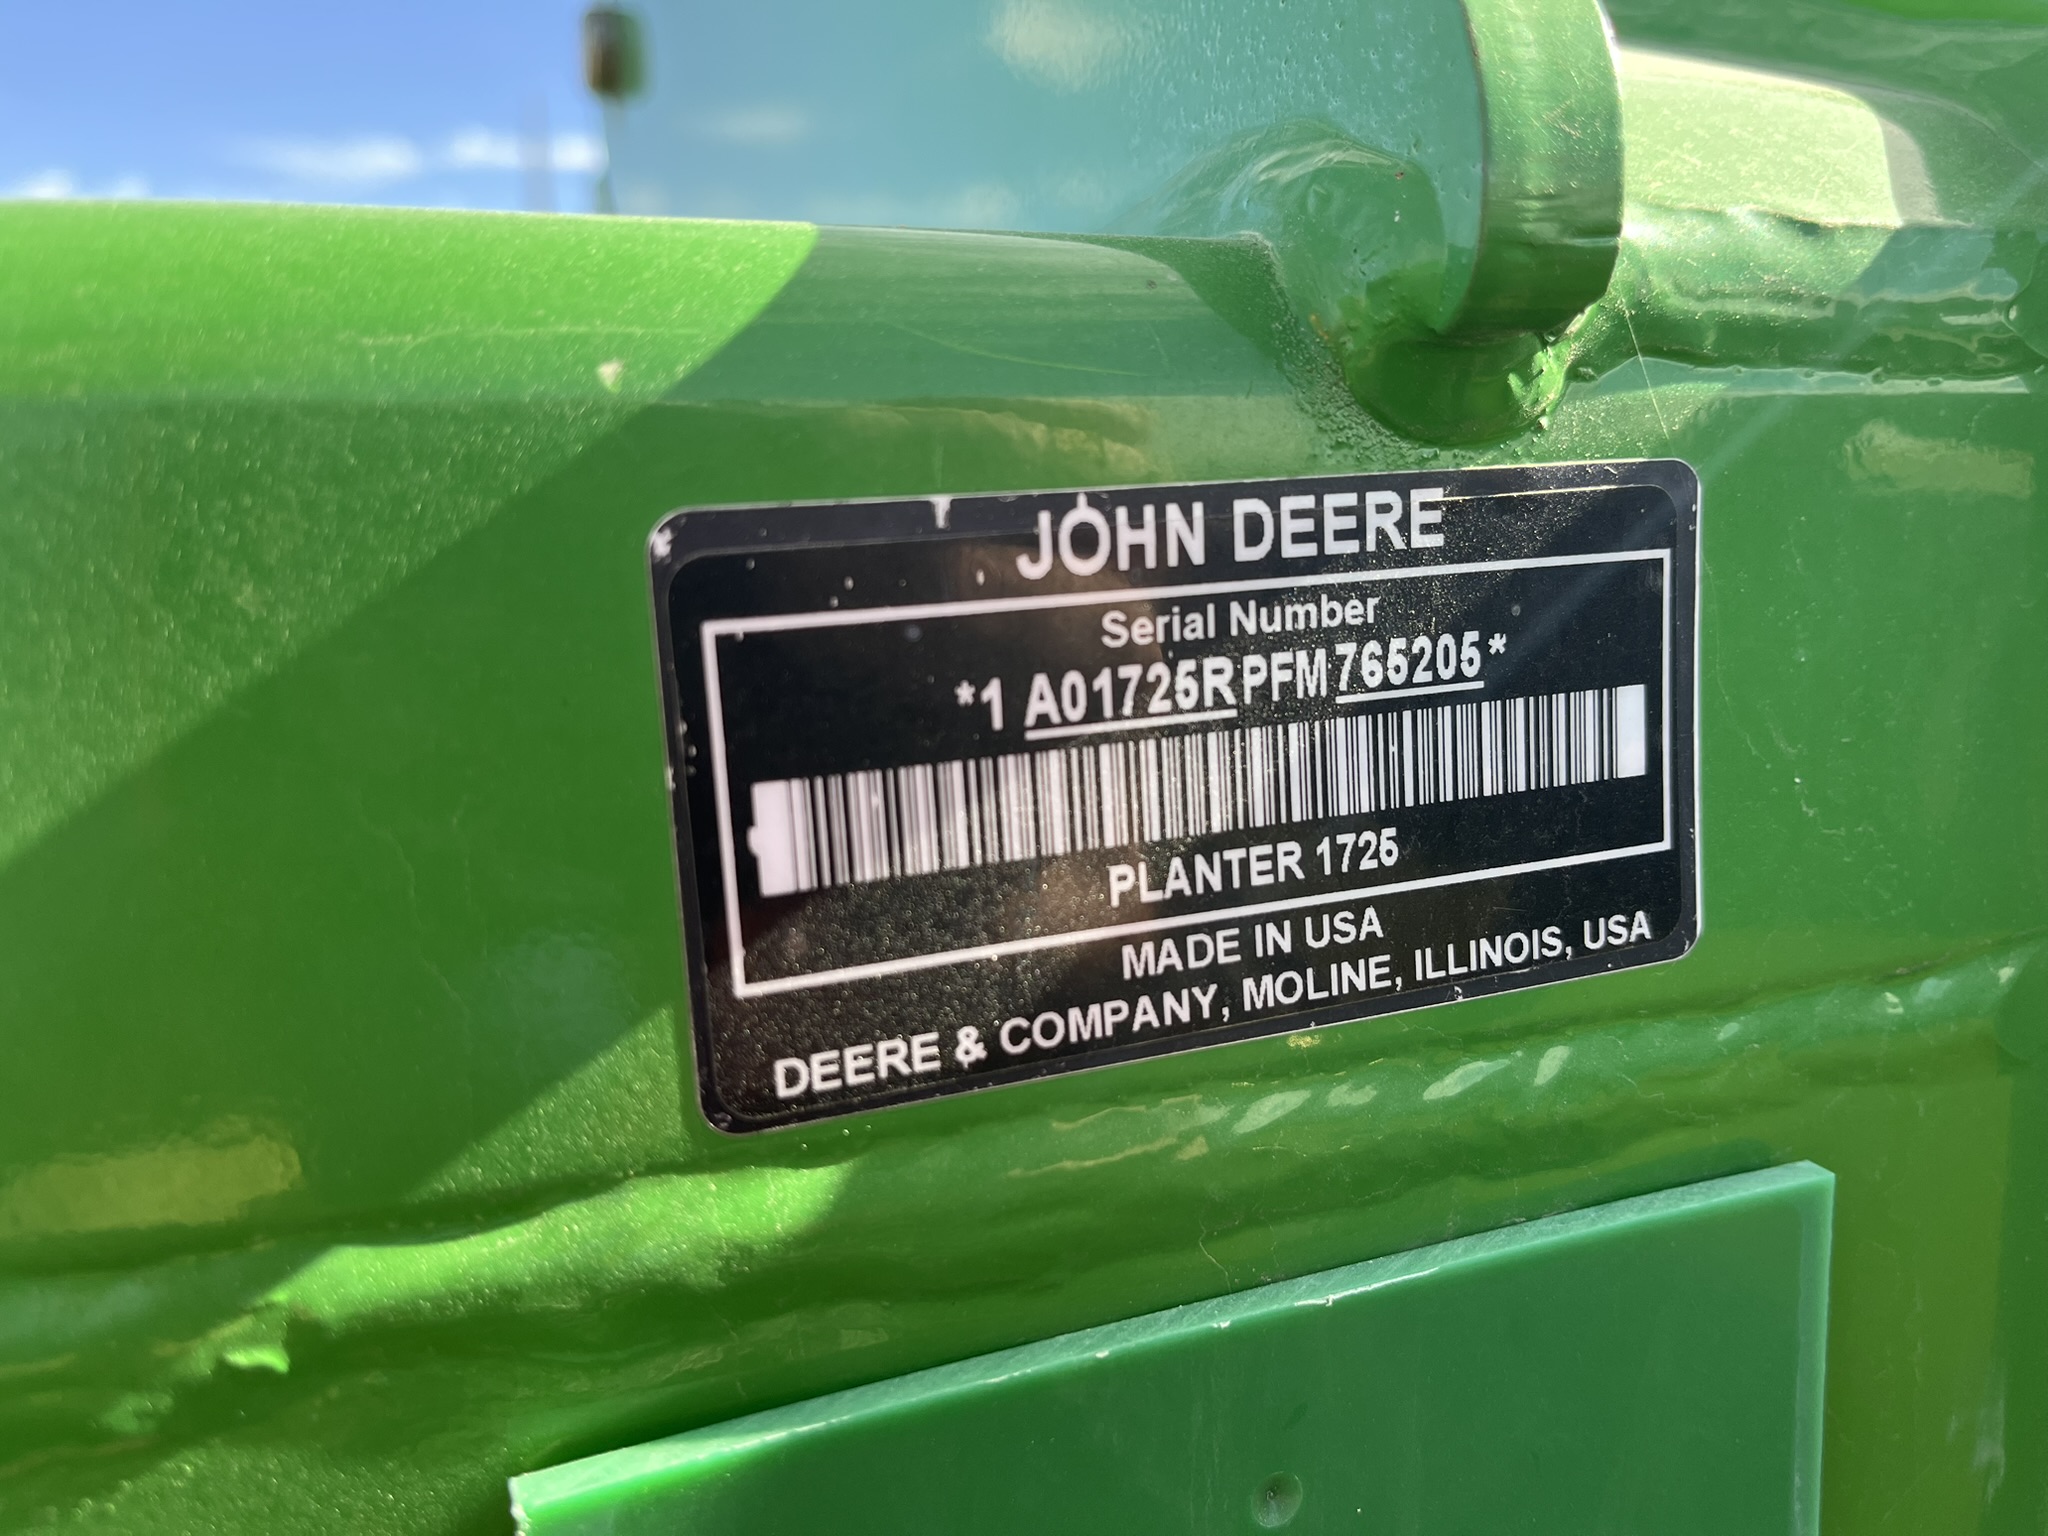 JOHN DEERE
Serial Number
*1 A01725RPFM765205*
PLANTER 1725
MADE IN USA
DEERE & COMPANY, MOLINE, ILLINOIS, USA